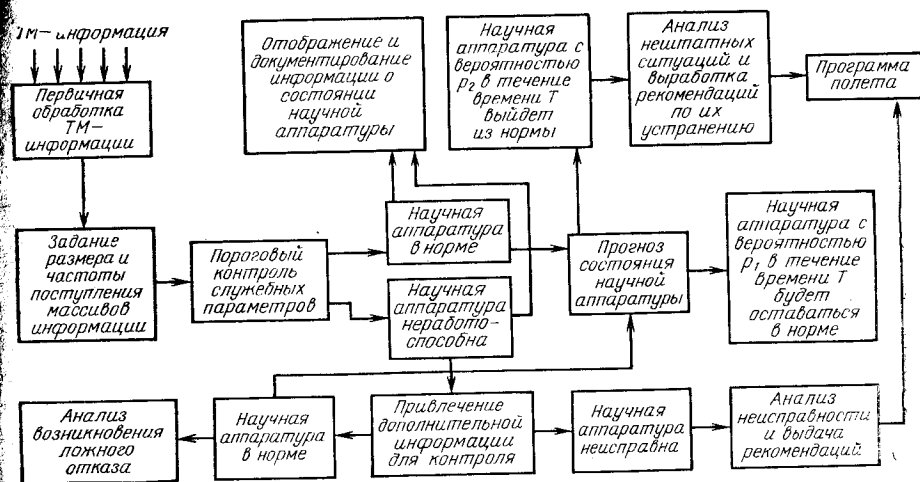 ТМ-информация
Первичная
обработка
ТМ-
информации
Отображение и
документирование
информации о
состоянии
научной
аппаратуры
Научная
аппаратура с
вероятностью
p₂ в течение
времени T
выйдет
из нормы
Анализ
нештатных
ситуаций и
выработка
рекомендаций
по их
устранению
Программа
полета
Задание
размера и
частоты
поступления
массивов
информации
Пороговый
контроль
служебных
параметров
Научная
аппаратура
в норме
Научная
аппаратура
неработо-
способна
Прогноз
состояния
научной
аппаратуры
Научная
аппаратура с
вероятностью
p₁ в течение
времени T
будет
оставаться
в норме
Анализ
возникновения
ложного
отказа
Научная
аппаратура
в норме
Привлечение
дополнительной
информации
для контроля
Научная
аппаратура
неисправна
Анализ
неисправности
и выдача
рекомендаций